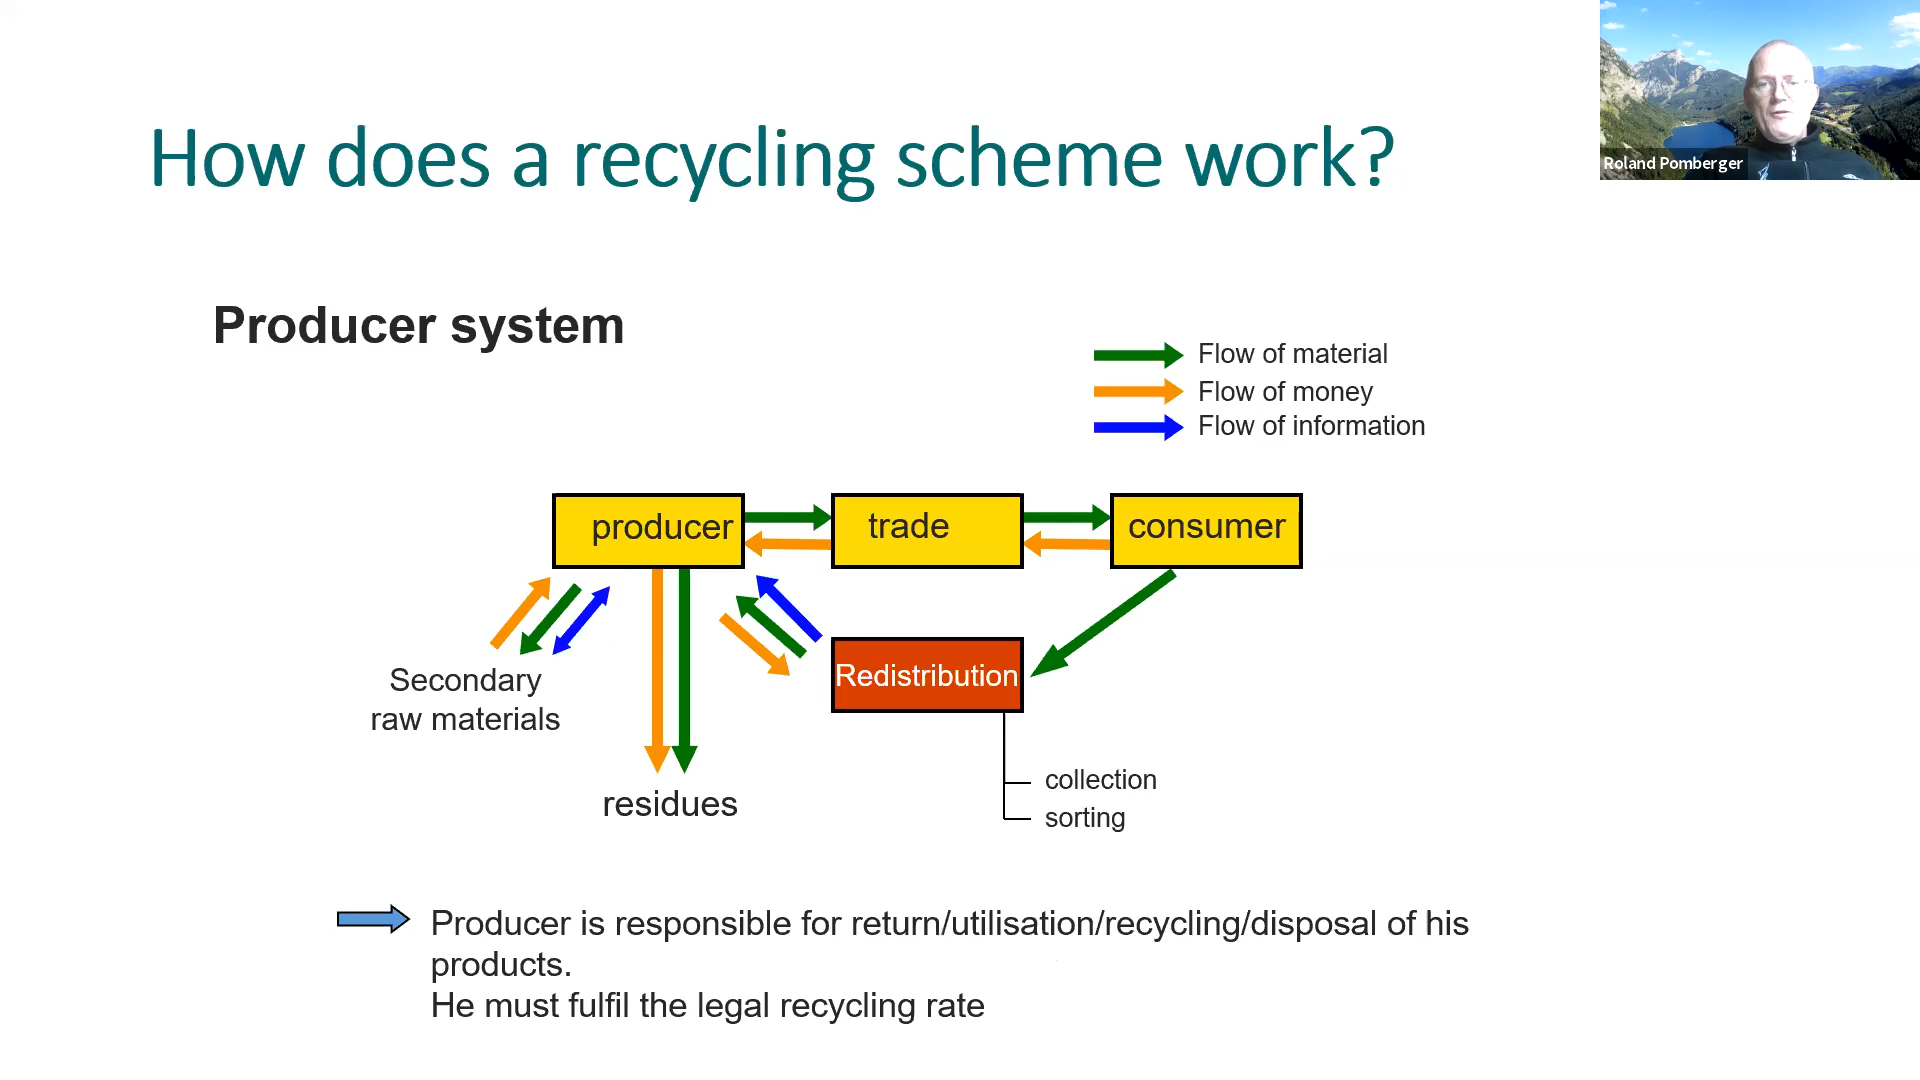 How does a recycling scheme work?
Roland Pomberger
Producer system
Flow of material
Flow of money
Flow of information
producer
trade
consumer
Redistribution
Secondary
raw materials
residues
collection
sorting
Producer is responsible for return/utilisation/recycling/disposal of his
products.
He must fulfil the legal recycling rate